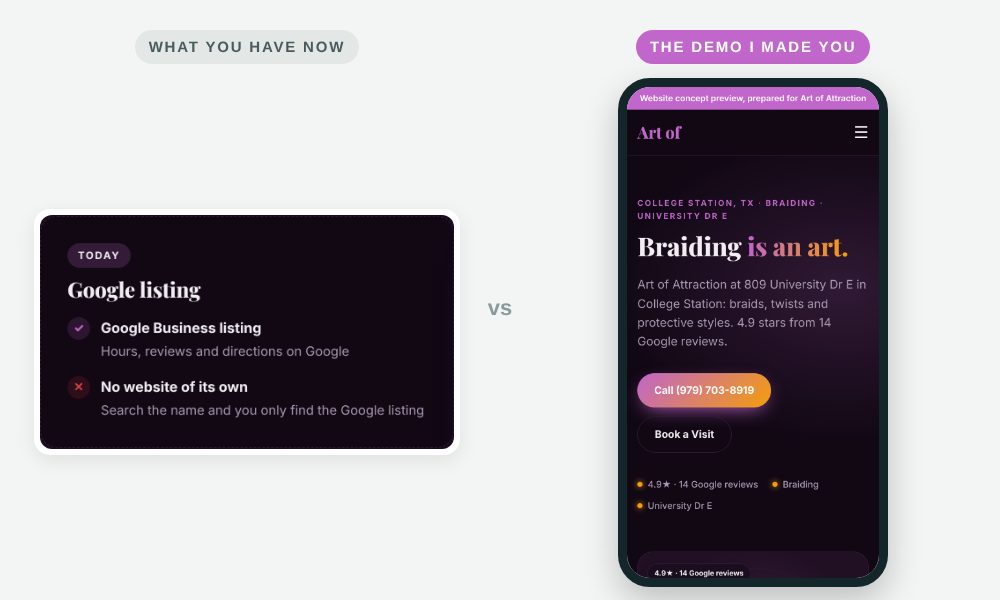 WHAT YOU HAVE NOW
TODAY
Google listing
Google Business listing
Hours, reviews and directions on Google
No website of its own
Search the name and you only find the Google listing
vs
THE DEMO I MADE YOU
Website concept preview, prepared for Art of Attraction
Art of
COLLEGE STATION, TX · BRAIDING ·
UNIVERSITY DR E
Braiding is an art.
Art of Attraction at 809 University Dr E in
College Station: braids, twists and
protective styles. 4.9 stars from 14
Google reviews.
Call (979) 703-8919
Book a Visit
4.9★ · 14 Google reviews Braiding
University Dr E
4.9★ · 14 Google reviews